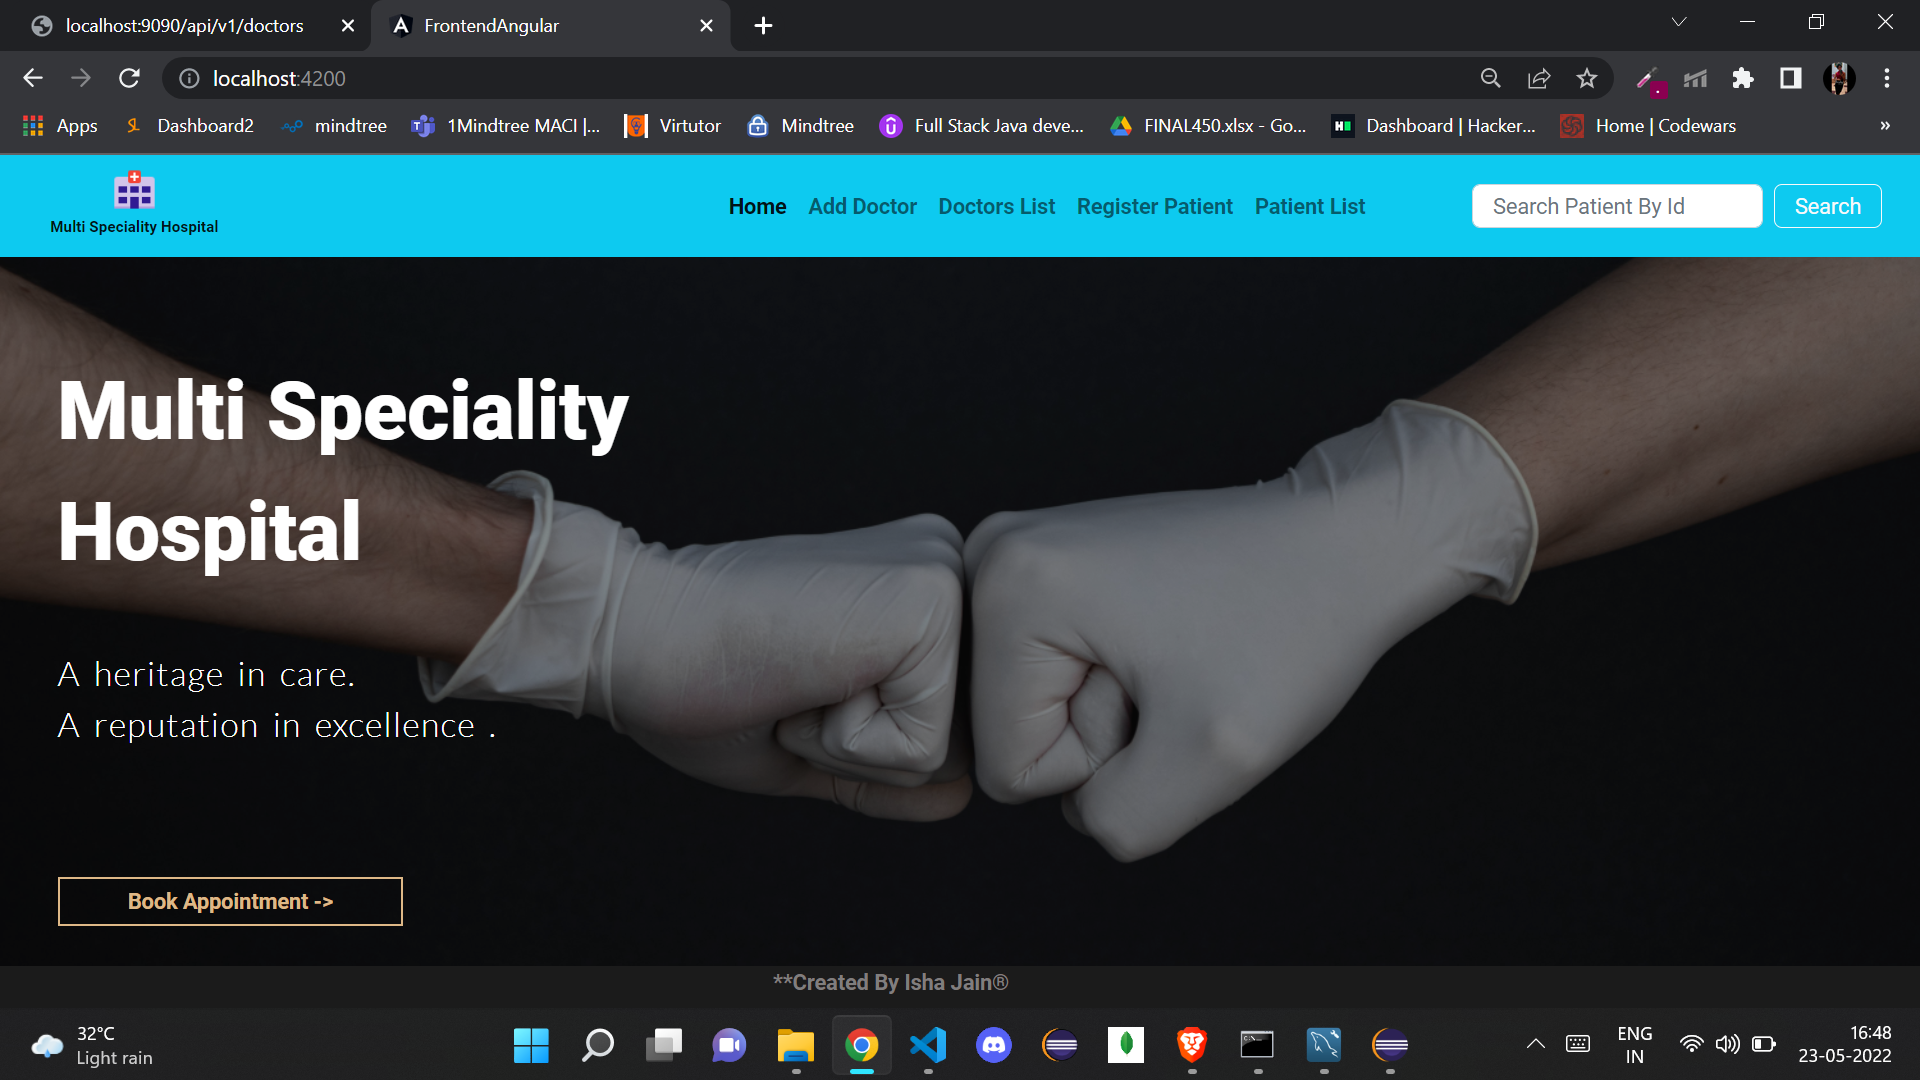 localhost:9090/api/v1/doctors
FrontendAngular
localhost:4200
Apps
Dashboard2
mindtree
1Mindtree MACI |...
Virtutor
Mindtree
Full Stack Java deve...
FINAL450.xlsx - Go...
Dashboard | Hacker...
Home | Codewars
»
Multi Speciality Hospital
Home
Add Doctor
Doctors List
Register Patient
Patient List
Search Patient By Id
Search
Multi Speciality
Hospital
A heritage in care.
A reputation in excellence .
Book Appointment ->
**Created By Isha Jain®
32°C
Light rain
ENG
IN
16:48
23-05-2022